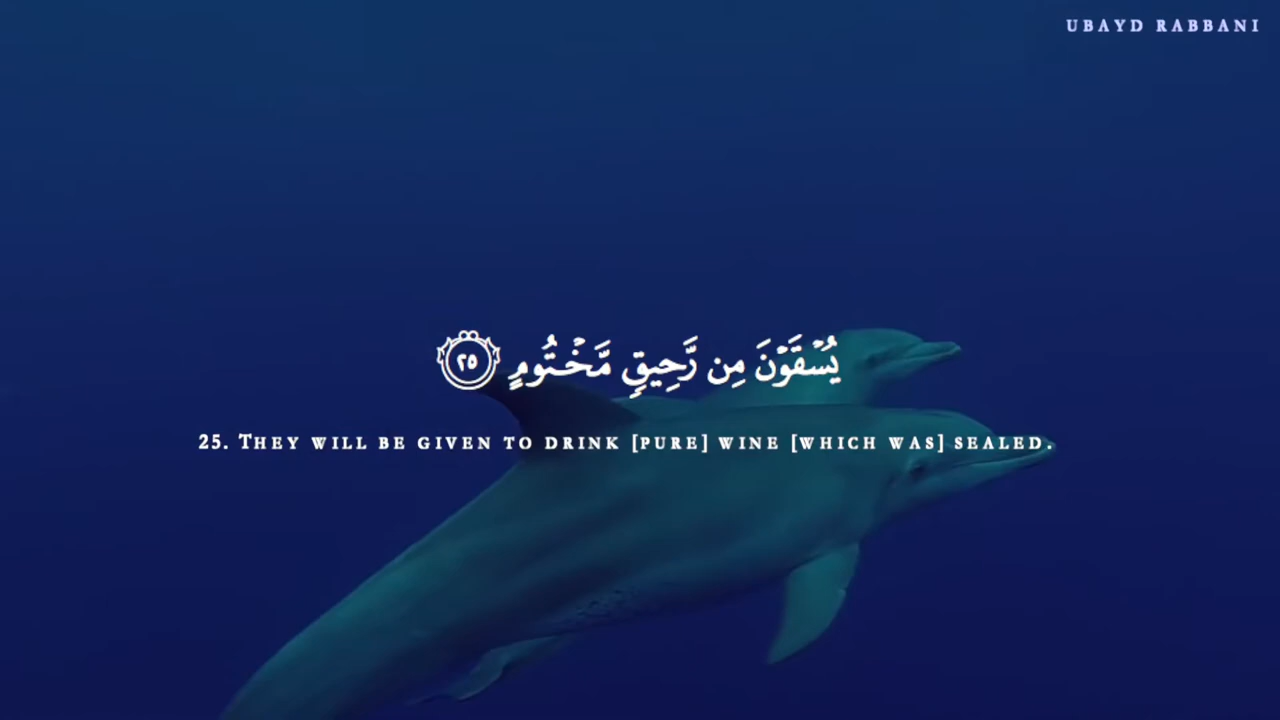 UBAYD RABBANI
يُسْقَوْنَ مِن رَّحِيقٍ مَّخْتُومٍ ٢٥
25. THEY WILL BE GIVEN TO DRINK [PURE] WINE [WHICH WAS] SEALED.